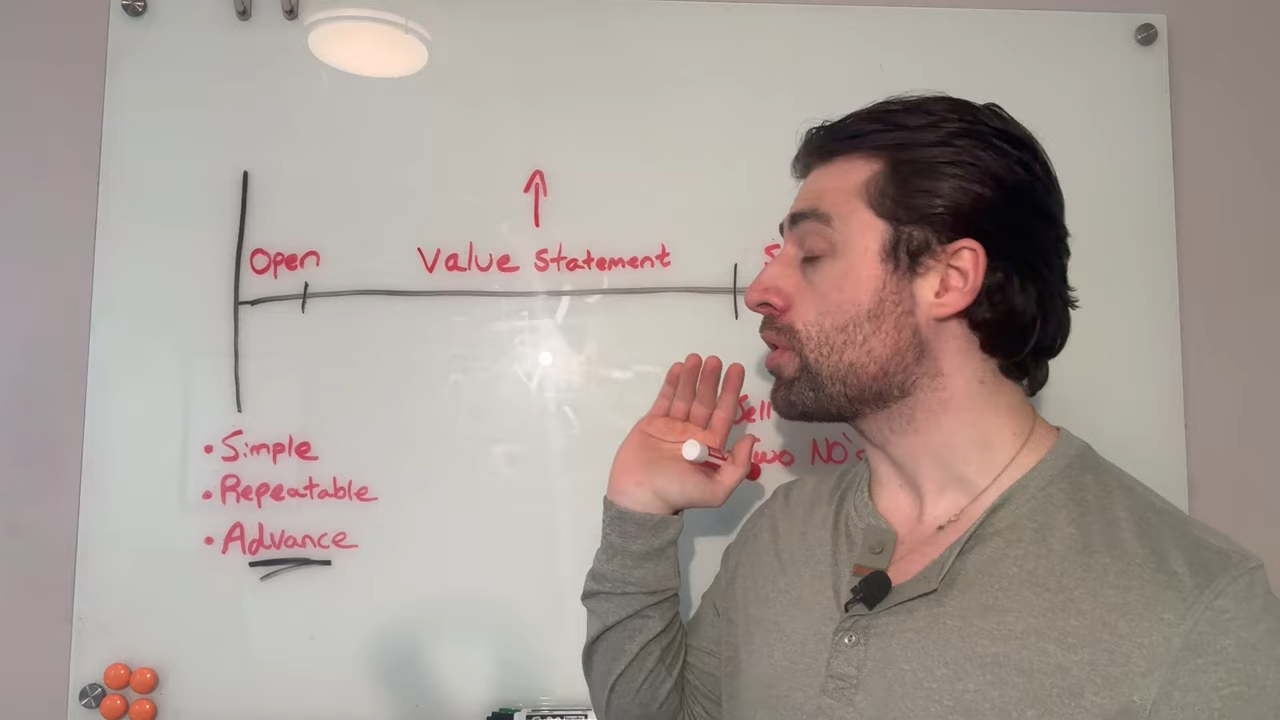 Open
Value Statement
• Simple
• Repeatable
• Advance
Sell
Two NO's